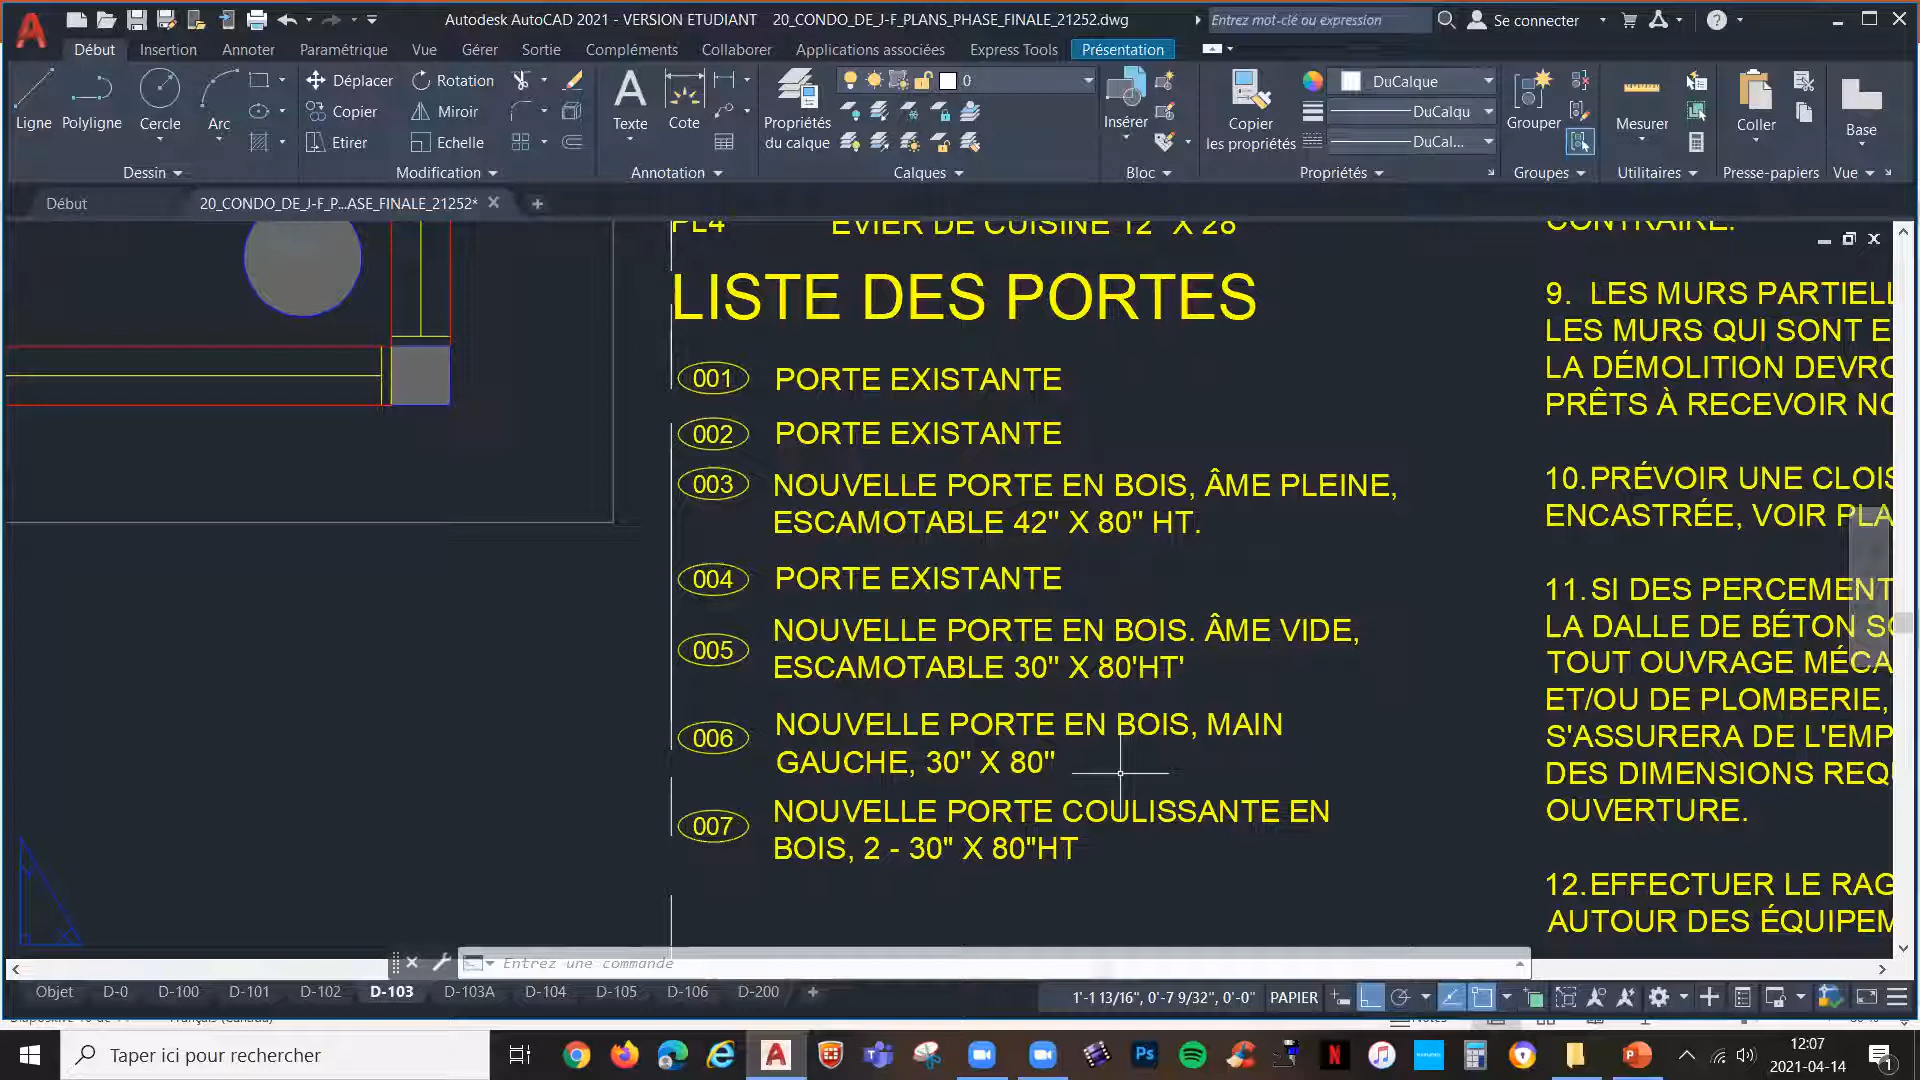 Autodesk AutoCAD 2021 - VERSION ETUDIANT 20_CONDO_DE_J-F_PLANS_PHASE_FINALE_21252.dwg
Entrez mot-clé ou expression
Se connecter
Début Insertion Annoter Paramétrique Vue Gérer Sortie Compléments Collaborer Applications associées Express Tools Présentation
Ligne Polyligne Cercle Arc
Déplacer Rotation
Copier Miroir
Etirer Echelle
Texte Cote
Propriétés du calque
0
Insérer
Copier les propriétés
DuCalque
DuCalqu
DuCal...
Grouper
Mesurer
Coller
Base
Dessin Modification Annotation Calques Bloc Propriétés Groupes Utilitaires Presse-papiers Vue
Début 20_CONDO_DE_J-F_P...ASE_FINALE_21252*
PL4 ÉVIER DE CUISINE 12" X 28"
LISTE DES PORTES
001 PORTE EXISTANTE
002 PORTE EXISTANTE
003 NOUVELLE PORTE EN BOIS, ÂME PLEINE,
ESCAMOTABLE 42" X 80" HT.
004 PORTE EXISTANTE
005 NOUVELLE PORTE EN BOIS. ÂME VIDE,
ESCAMOTABLE 30" X 80'HT'
006 NOUVELLE PORTE EN BOIS, MAIN
GAUCHE, 30" X 80"
007 NOUVELLE PORTE COULISSANTE EN
BOIS, 2 - 30" X 80"HT
CONTRAIRE.
9. LES MURS PARTIELL
LES MURS QUI SONT E
LA DÉMOLITION DEVRO
PRÊTS À RECEVOIR NO
10. PRÉVOIR UNE CLOIS
ENCASTRÉE, VOIR PLA
11. SI DES PERCEMENT
LA DALLE DE BÉTON SO
TOUT OUVRAGE MÉCA
ET/OU DE PLOMBERIE,
S'ASSURERA DE L'EMP
DES DIMENSIONS REQU
OUVERTURE.
12. EFFECTUER LE RAG
AUTOUR DES ÉQUIPEM
Entrez une commande
Objet D-0 D-100 D-101 D-102 D-103 D-103A D-104 D-105 D-106 D-200
1'-1 13/16", 0'-7 9/32", 0'-0" PAPIER
Taper ici pour rechercher
12:07
2021-04-14